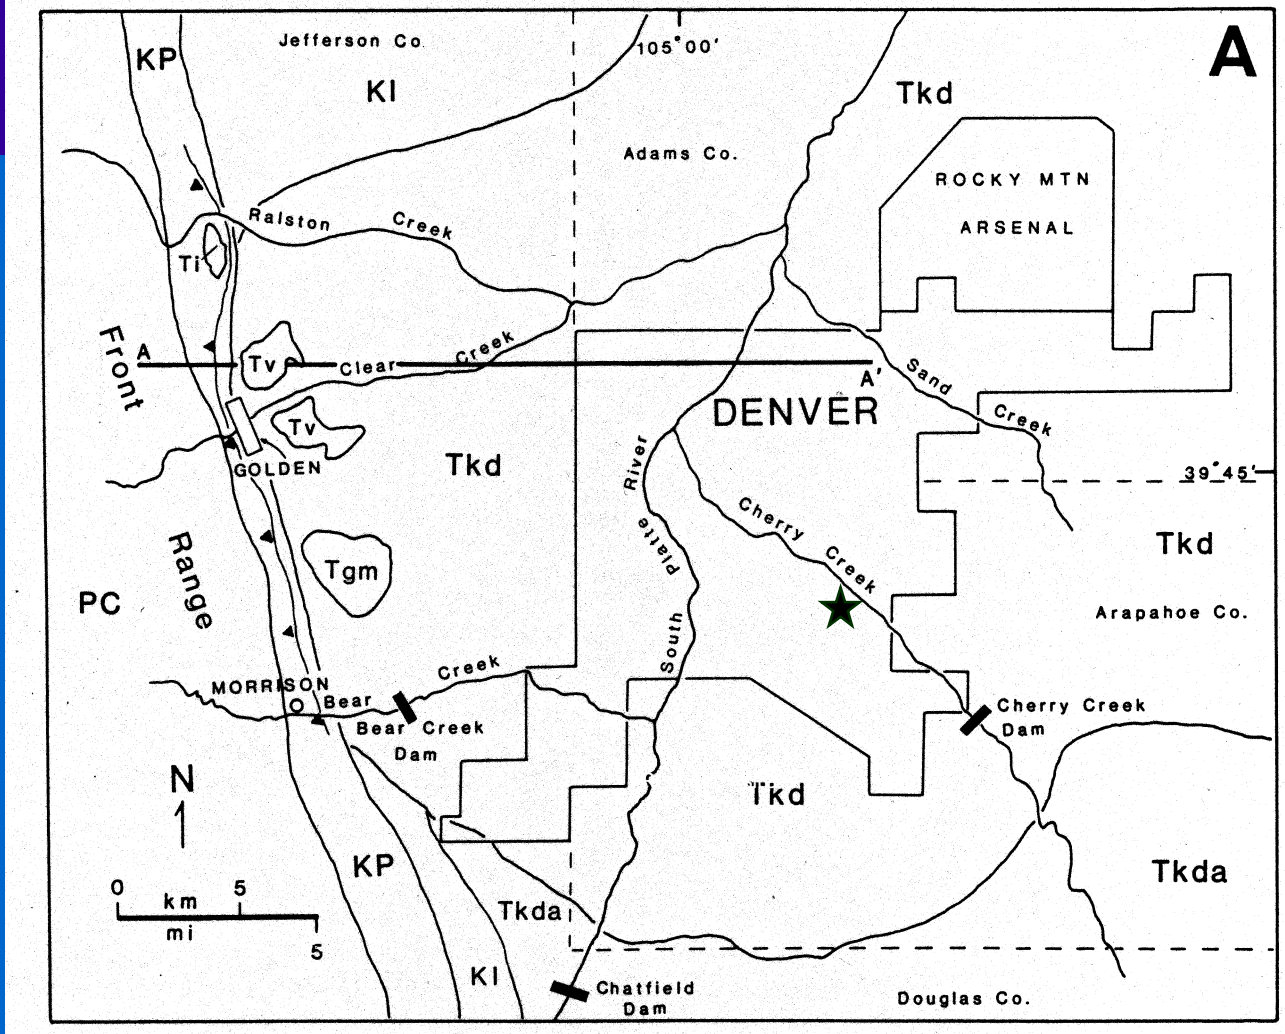 A
Jefferson Co.
105°00'
KP
Kl
Tkd
Adams Co.
ROCKY MTN
ARSENAL
Ralston Creek
Ti
Front
A
Tv
Clear Creek
A'
Sand Creek
DENVER
Tv
GOLDEN
Tkd
River
39°45'
Cherry Creek
Platte
Range
Tgm
Tkd
PC
Arapahoe Co.
South
MORRISON
Bear Creek
Bear Creek
Dam
Cherry Creek
Dam
N
Tkd
KP
Tkda
0 5
km
mi
5
Tkda
Kl
Chatfield
Dam
Douglas Co.